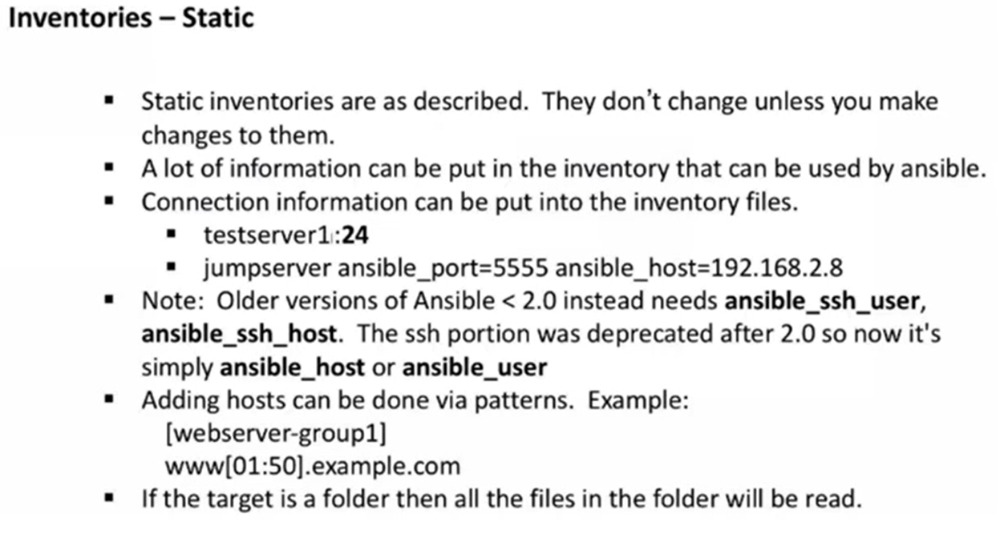 Inventories – Static
▪ Static inventories are as described. They don't change unless you make
changes to them.
▪ A lot of information can be put in the inventory that can be used by ansible.
▪ Connection information can be put into the inventory files.
▪ testserver1:24
▪ jumpserver ansible_port=5555 ansible_host=192.168.2.8
▪ Note: Older versions of Ansible < 2.0 instead needs ansible_ssh_user,
ansible_ssh_host. The ssh portion was deprecated after 2.0 so now it's
simply ansible_host or ansible_user
▪ Adding hosts can be done via patterns. Example:
[webserver-group1]
www[01:50].example.com
▪ If the target is a folder then all the files in the folder will be read.